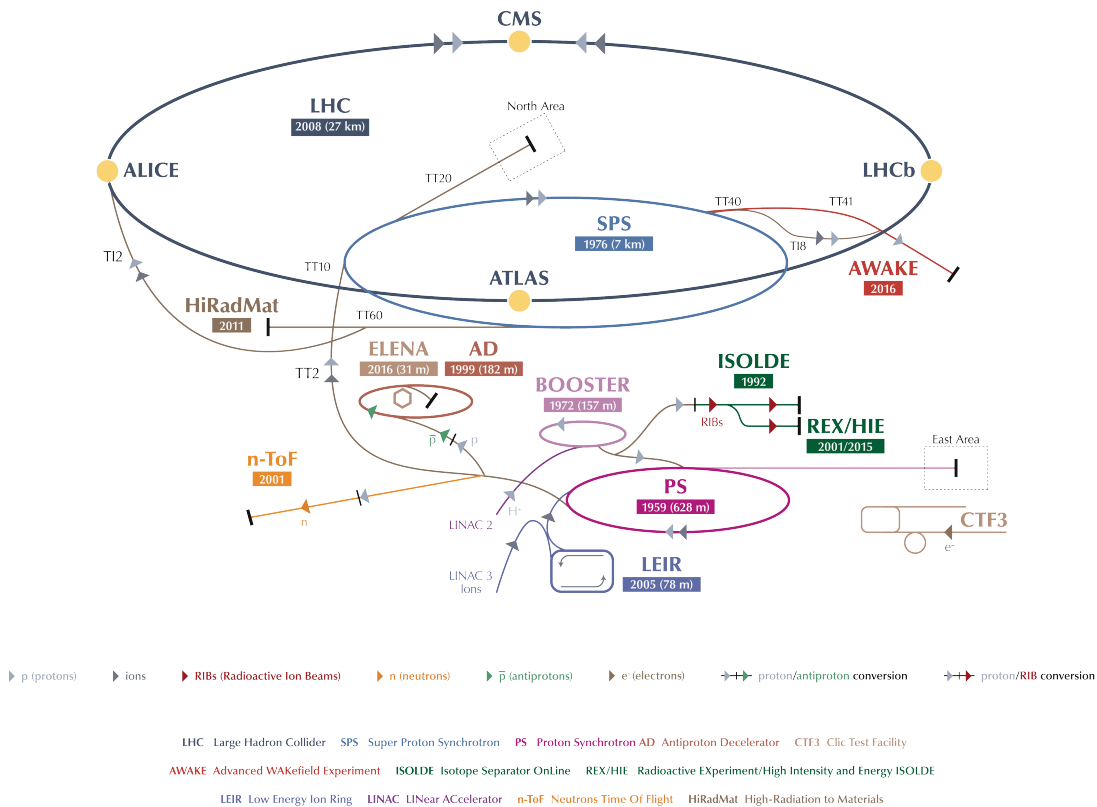 CMS
LHC
2008 (27 km)
North Area
ALICE
LHCb
TT20
TT40
TT41
SPS
1976 (7 km)
TI8
TI2
TT10
ATLAS
AWAKE
2016
HiRadMat
2011
TT60
ELENA
2016 (31 m)
AD
1999 (182 m)
TT2
ISOLDE
1992
BOOSTER
1972 (157 m)
RIBs
REX/HIE
2001/2015
p̅
p
East Area
n-ToF
2001
n
PS
1959 (628 m)
H⁺
LINAC 2
CTF3
e⁻
LEIR
2005 (78 m)
LINAC 3
Ions
p (protons) ions RIBs (Radioactive Ion Beams) n (neutrons) p̅ (antiprotons) e⁻ (electrons) proton/antiproton conversion proton/RIB conversion
LHC Large Hadron Collider SPS Super Proton Synchrotron PS Proton Synchrotron AD Antiproton Decelerator CTF3 Clic Test Facility
AWAKE Advanced WAKefield Experiment ISOLDE Isotope Separator OnLine REX/HIE Radioactive EXperiment/High Intensity and Energy ISOLDE
LEIR Low Energy Ion Ring LINAC LINear ACcelerator n-ToF Neutrons Time Of Flight HiRadMat High-Radiation to Materials